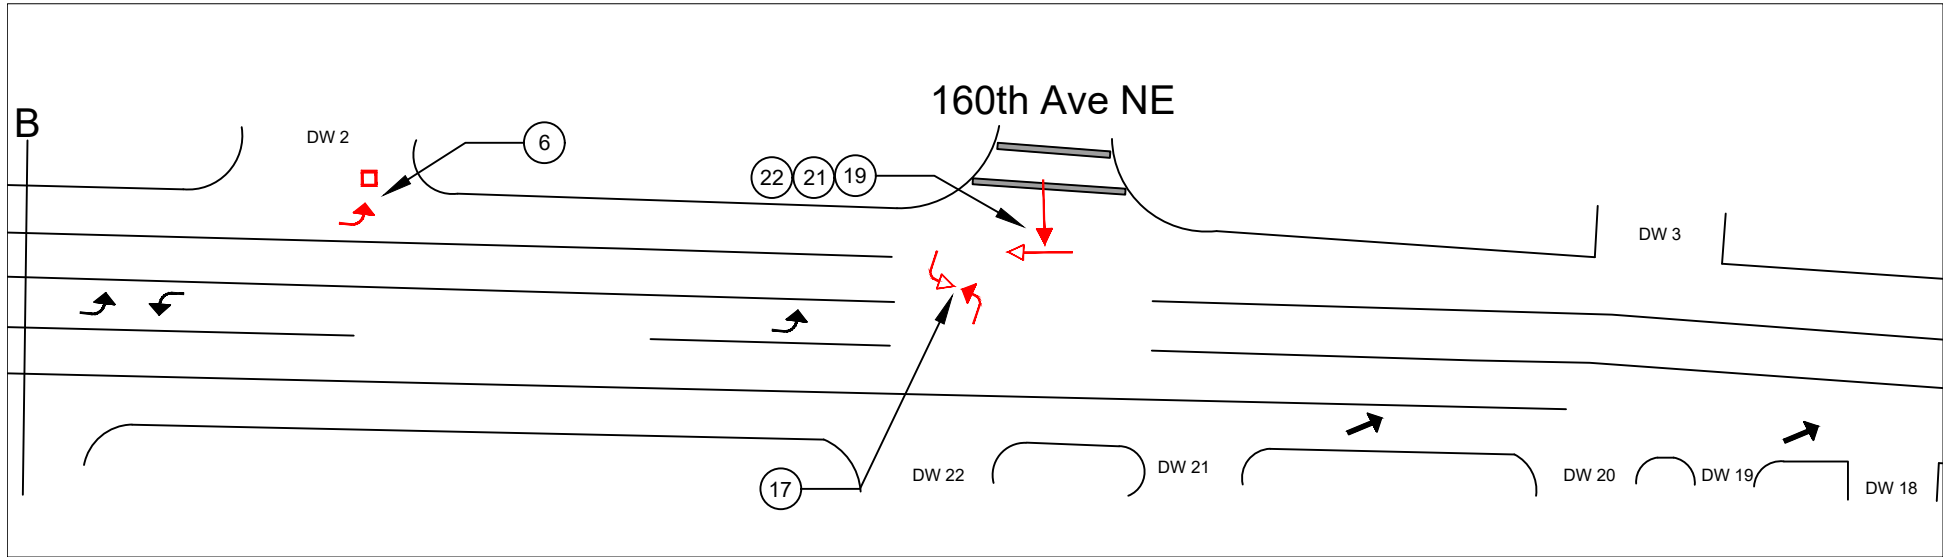 160th Ave NE
B
DW 2
6
22 21 19
DW 3
17
DW 22
DW 21
DW 20
DW 19
DW 18